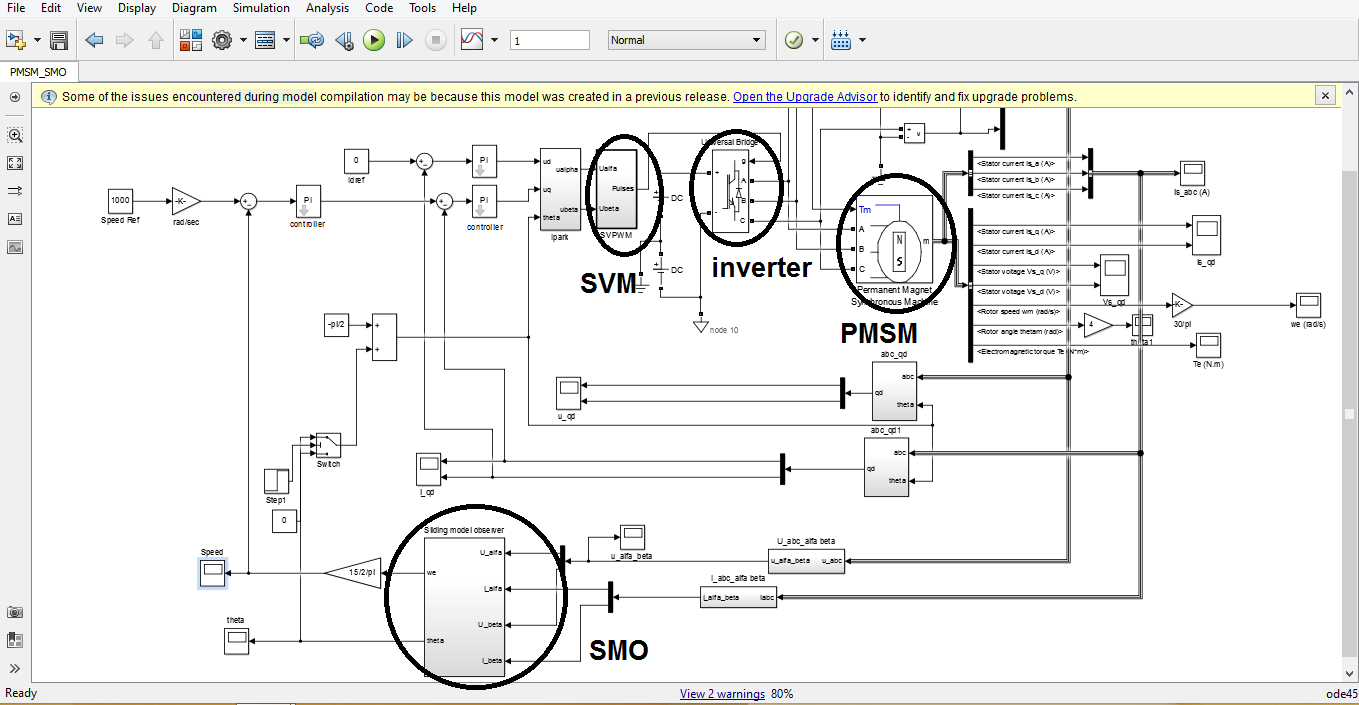 File Edit View Display Diagram Simulation Analysis Code Tools Help
1 Normal
PMSM_SMO
Some of the issues encountered during model compilation may be because this model was created in a previous release. Open the Upgrade Advisor to identify and fix upgrade problems.
0
Idref
PI
1000
Speed Ref
-K-
rad/sec
PI
controller
PI
controller
ud
uq
theta
ualpha
ubeta
Ipark
Ualfa
Ubeta
Pulses
SVPWM
SVM
DC
DC
Universal Bridge
g
A
B
C
+
-
inverter
node 10
+
-
v
Tm
A
B
C
m
N
S
Permanent Magnet
Synchronous Machine
PMSM
<Stator current is_a (A)>
<Stator current is_b (A)>
<Stator current is_c (A)>
Is_abc (A)
<Stator current is_q (A)>
<Stator current is_d (A)>
<Stator voltage Vs_q (V)>
<Stator voltage Vs_d (V)>
<Rotor speed wm (rad/s)>
<Rotor angle thetam (rad)>
<Electromagnetic torque Te (N*m)>
Is_qd
Vs_qd
-K-
30/pi
we (rad/s)
4
theta1
Te (N.m)
-pi/2
+
+
Switch
Step1
0
u_qd
abc_qd
abc
qd
theta
abc_qd1
abc
qd
theta
I_qd
Speed
15/2/pi
theta
Sliding model observer
we
theta
U_alfa
I_alfa
U_beta
I_beta
SMO
u_alfa_beta
U_abc_alfa beta
u_alfa_beta u_abc
I_abc_alfa beta
I_alfa_beta Iabc
Ready View 2 warnings 80% ode45